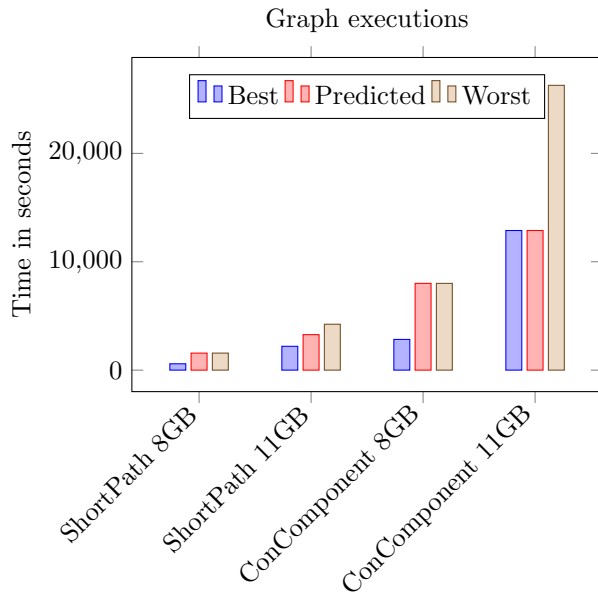 Graph executions
Best Predicted Worst
Time in seconds
20,000
10,000
0
ShortPath 8GB
ShortPath 11GB
ConComponent 8GB
ConComponent 11GB